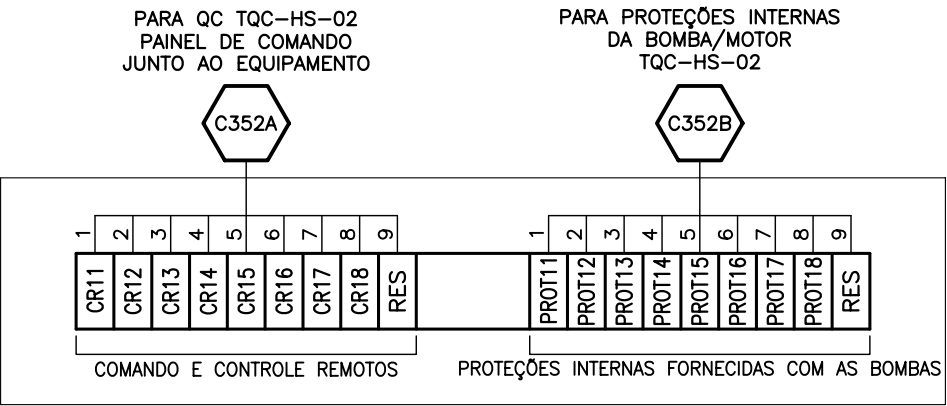 PARA QC TQC-HS-02
PAINEL DE COMANDO
JUNTO AO EQUIPAMENTO
C352A
PARA PROTEÇÕES INTERNAS
DA BOMBA/MOTOR
TQC-HS-02
C352B
1 2 3 4 5 6 7 8 9
CR11 CR12 CR13 CR14 CR15 CR16 CR17 CR18 RES
COMANDO E CONTROLE REMOTOS
1 2 3 4 5 6 7 8 9
PROT11 PROT12 PROT13 PROT14 PROT15 PROT16 PROT17 PROT18 RES
PROTEÇÕES INTERNAS FORNECIDAS COM AS BOMBAS